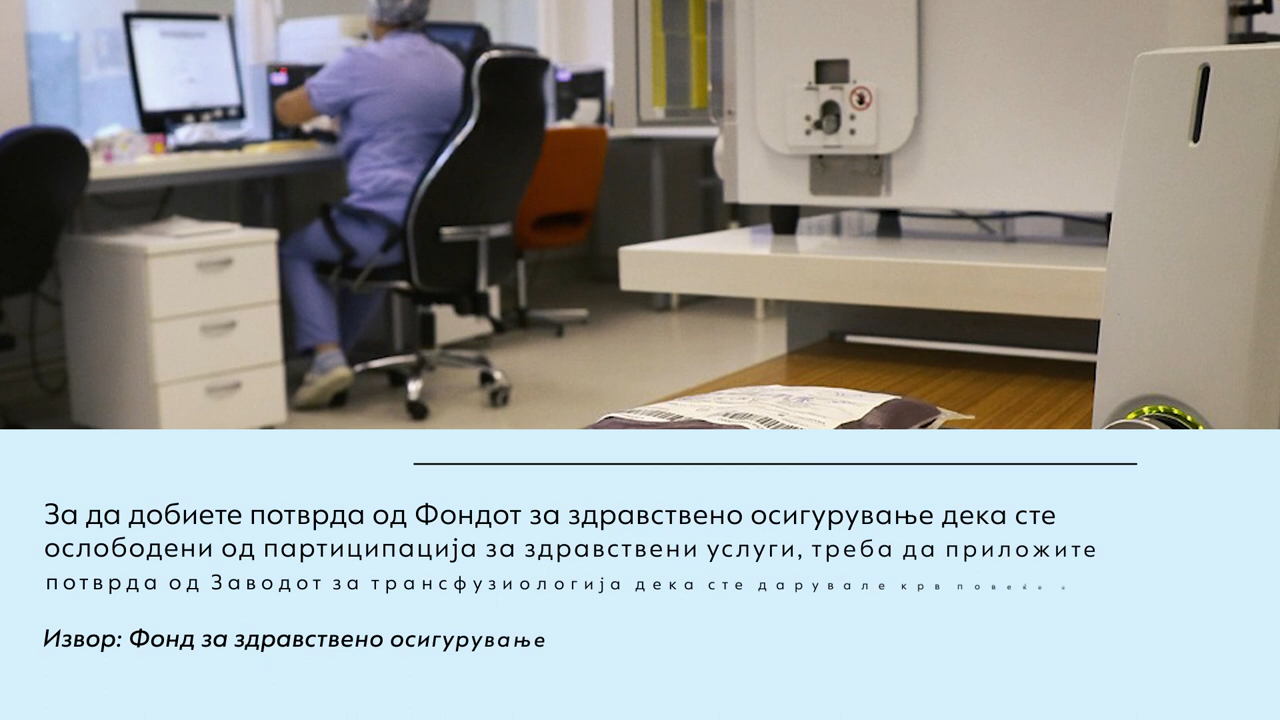 За да добиете потврда од Фондот за здравствено осигурување дека сте
ослободени од партиципација за здравствени услуги, треба да приложите
потврда од Заводот за трансфузиологија дека сте дарувале крв
Извор: Фонд за здравствено осигурување